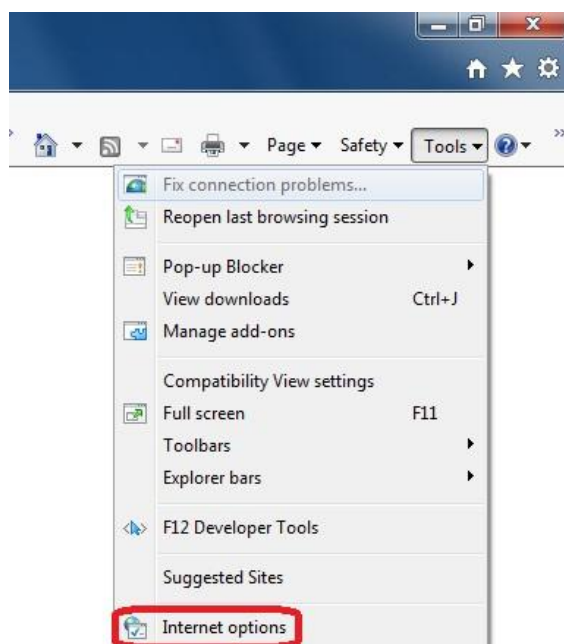 Page Safety Tools
Fix connection problems...
Reopen last browsing session
Pop-up Blocker
View downloads Ctrl+J
Manage add-ons
Compatibility View settings
Full screen F11
Toolbars
Explorer bars
F12 Developer Tools
Suggested Sites
Internet options